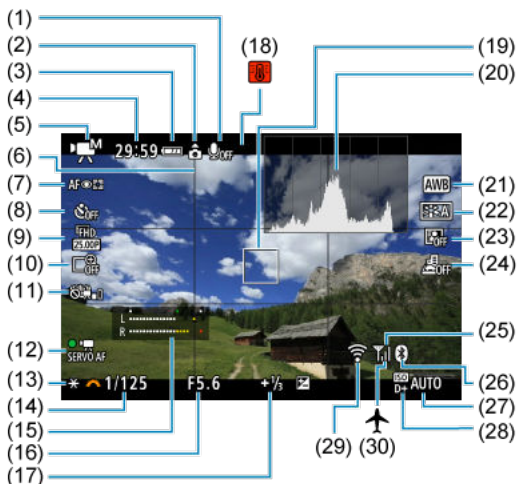 (1)
(2)
(3)
(4)
(5)
(18)
(19)
(20)
M
29:59
OFF
(6)
(7)
AF
AWB
(21)
A
(22)
(8)
OFF
OFF
(23)
(9)
FHD
25.00P
(10)
OFF
OFF
(24)
(11)
L
R
(25)
(12)
SERVO AF
(26)
(13)
1/125
F5.6
+1/3
ISO
D+
AUTO
(27)
(14)
(28)
(15)
(29)
(30)
(16)
(17)